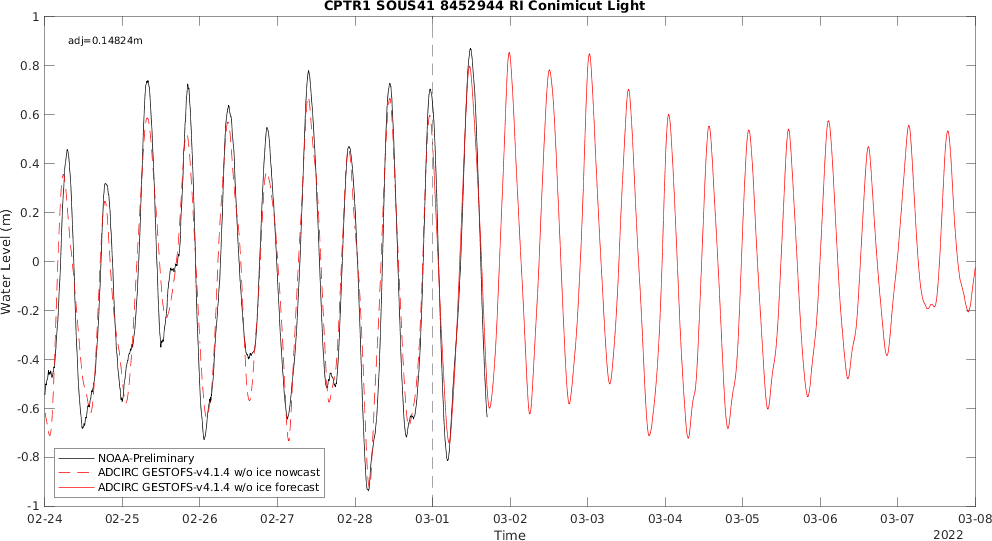 CPTR1 SOUS41 8452944 RI Conimicut Light
adj=0.14824m
1
0.8
0.6
0.4
0.2
0
-0.2
-0.4
-0.6
-0.8
-1
Water Level (m)
NOAA-Preliminary
ADCIRC GESTOFS-v4.1.4 w/o ice nowcast
ADCIRC GESTOFS-v4.1.4 w/o ice forecast
02-24 02-25 02-26 02-27 02-28 03-01 03-02 03-03 03-04 03-05 03-06 03-07 03-08
Time
2022